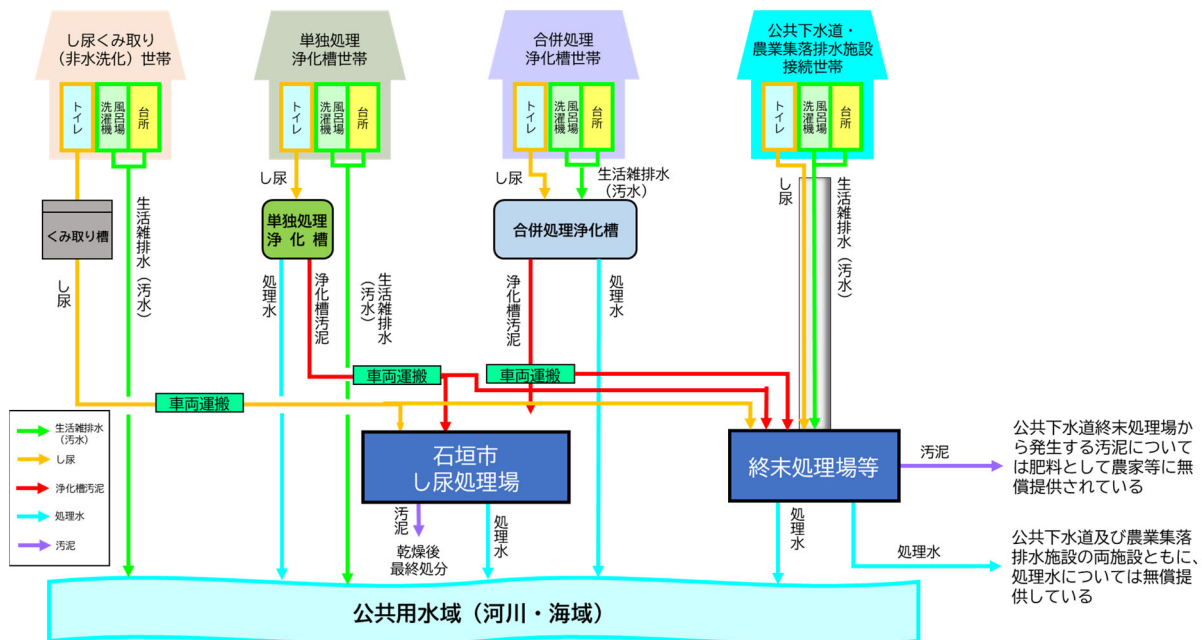 し尿くみ取り
（非水洗化）世帯
単独処理
浄化槽世帯
合併処理
浄化槽世帯
公共下水道・
農業集落排水施設
接続世帯
トイレ
風呂場
洗濯機
台所
トイレ
風呂場
洗濯機
台所
トイレ
風呂場
洗濯機
台所
トイレ
風呂場
洗濯機
台所
くみ取り槽
し尿
生活雑排水（汚水）
し尿
単独処理
浄化槽
処理水
浄化槽汚泥
生活雑排水
（汚水）
し尿
生活雑排水
（汚水）
合併処理浄化槽
浄化槽汚泥
処理水
し尿
生活雑排水（汚水）
車両運搬
車両運搬
車両運搬
生活雑排水
（汚水）
し尿
浄化槽汚泥
処理水
汚泥
石垣市
し尿処理場
汚泥
乾燥後
最終処分
処理水
終末処理場等
汚泥
公共下水道終末処理場か
ら発生する汚泥について
は肥料として農家等に無
償提供されている
処理水
処理水
公共下水道及び農業集落
排水施設の両施設ともに、
処理水については無償提
供している
公共用水域（河川・海域）